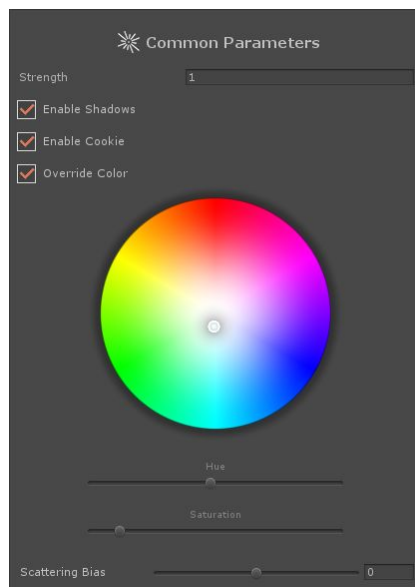 Common Parameters
Strength 1
Enable Shadows
Enable Cookie
Override Color
Hue
Saturation
Scattering Bias 0